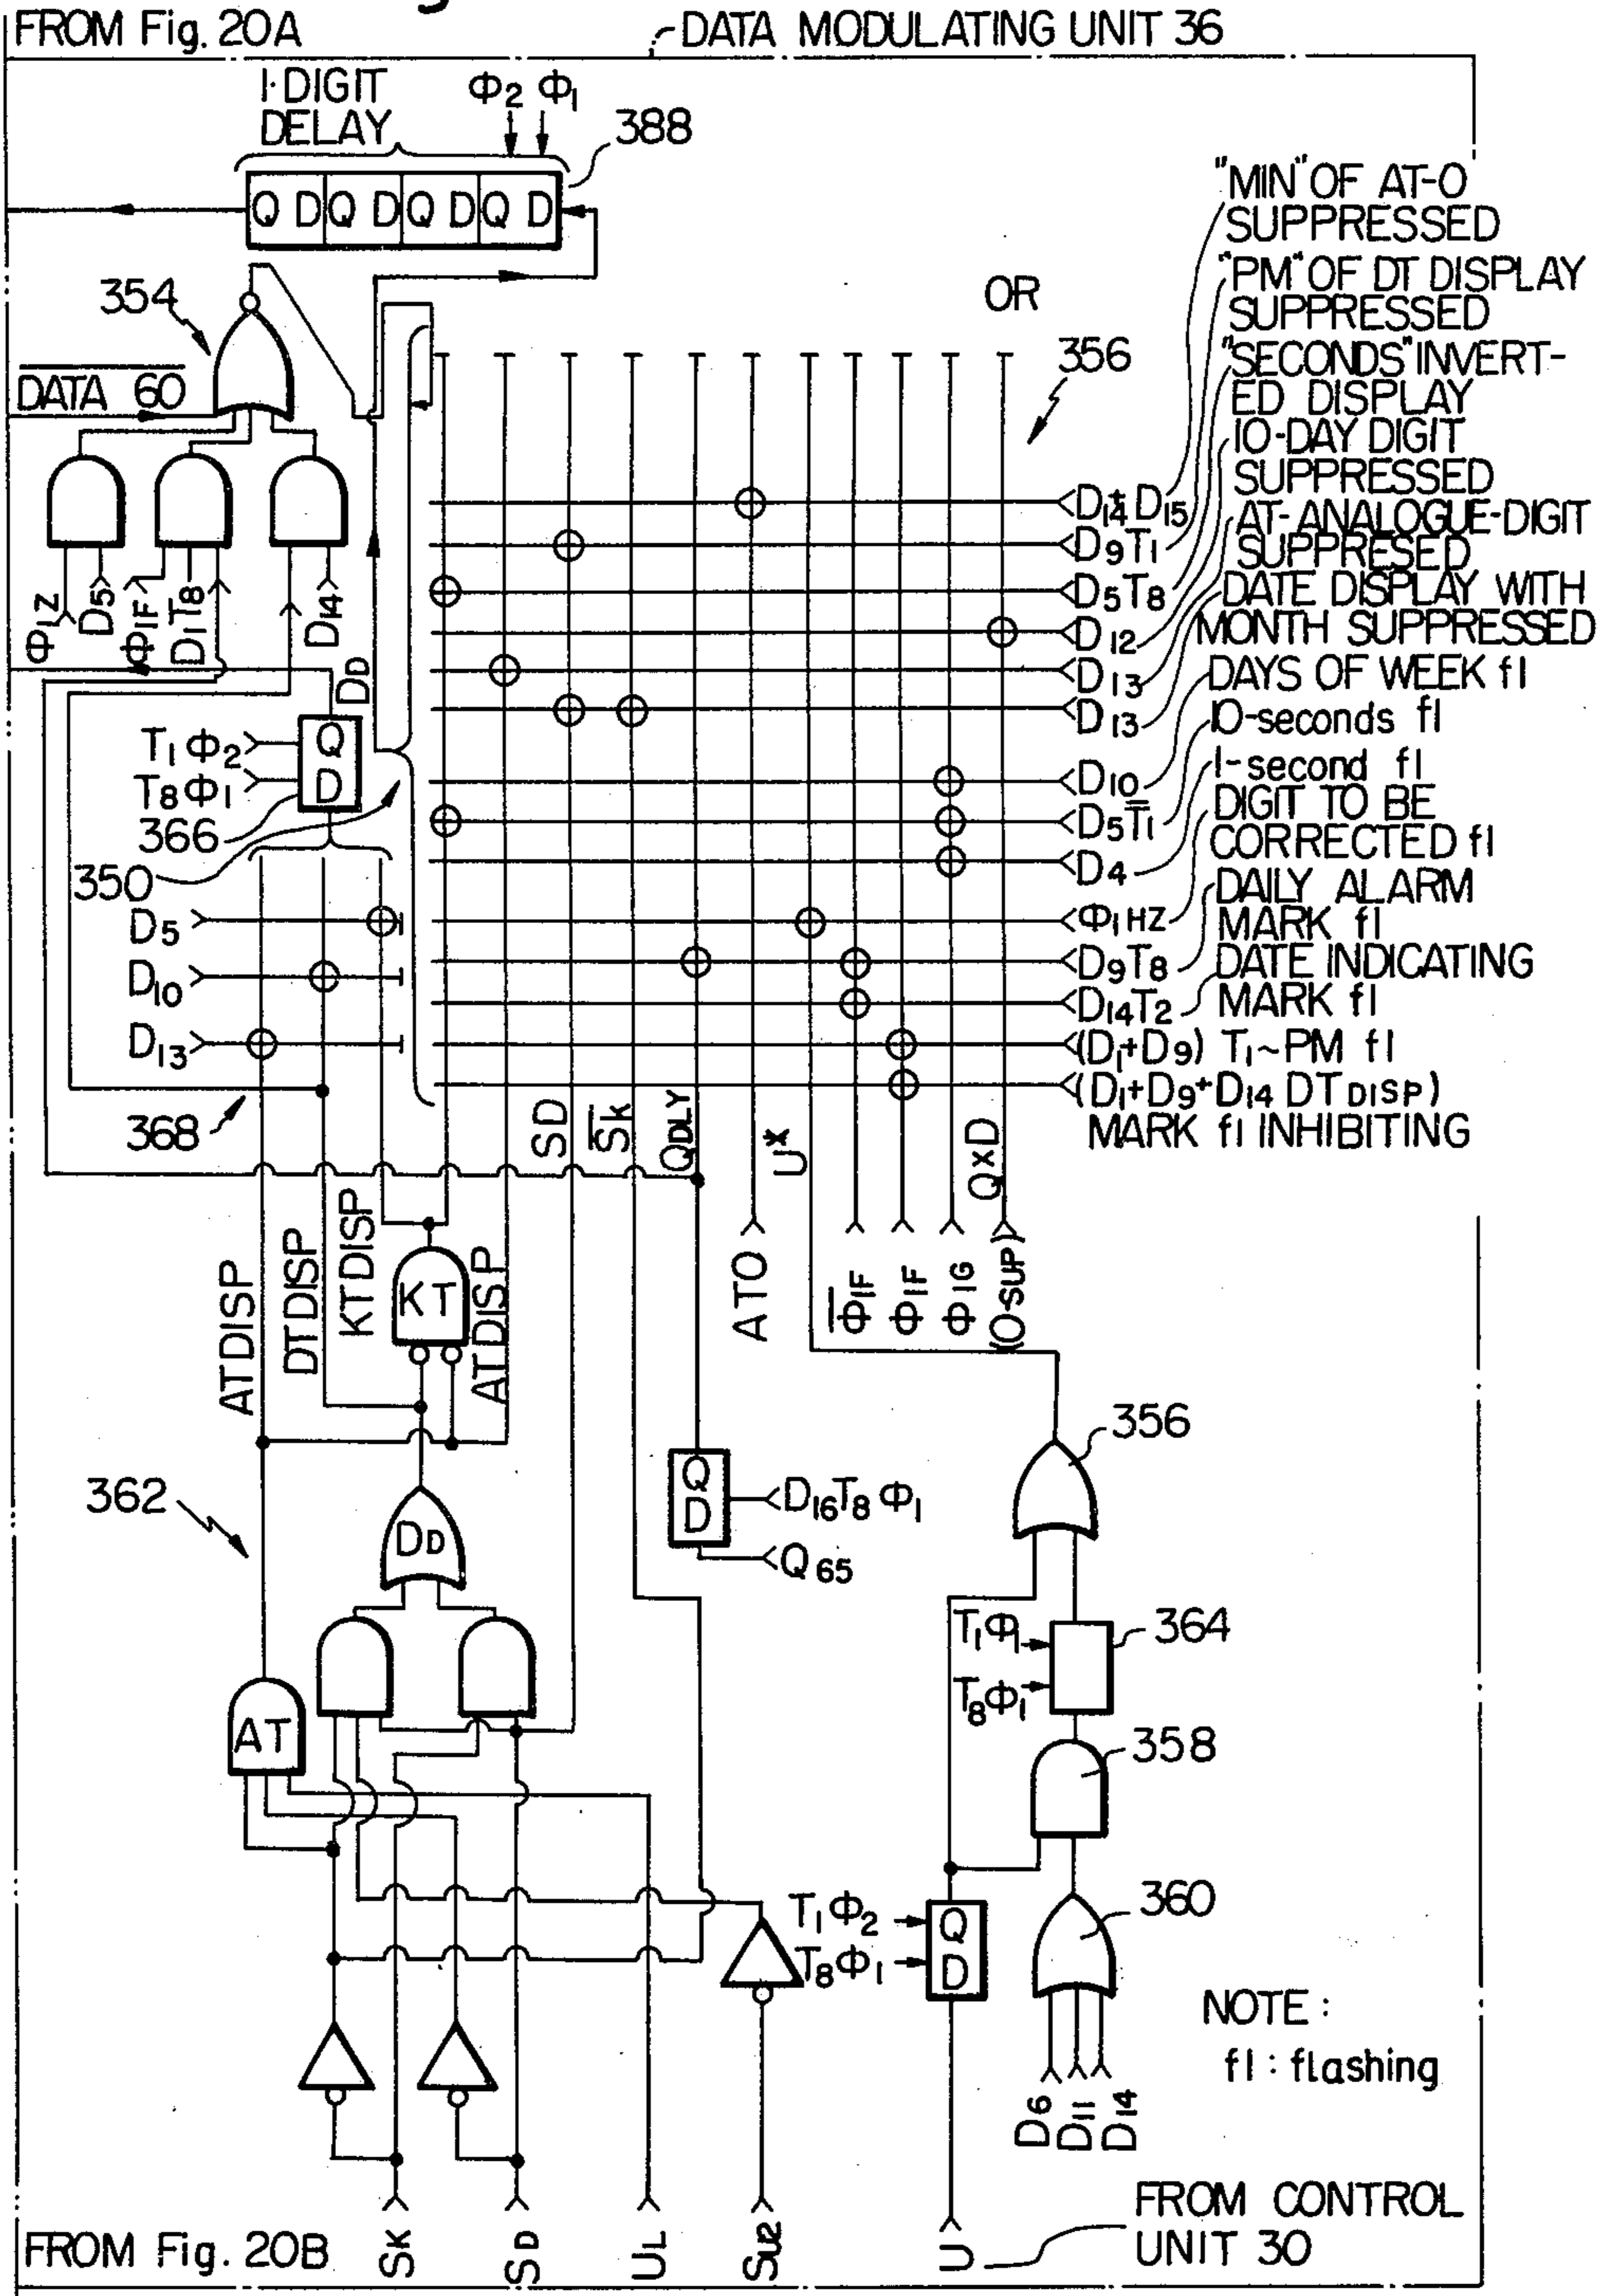 FROM Fig. 20A
DATA MODULATING UNIT 36
1·DIGIT
DELAY
Φ2 Φ1
388
Q D Q D Q D Q D
"MIN" OF AT-0
SUPPRESSED
"PM" OF DT DISPLAY
SUPPRESSED
"SECONDS" INVERT-
ED DISPLAY
10-DAY DIGIT
SUPPRESSED
AT-ANALOGUE-DIGIT
SUPPRESED
DATE DISPLAY WITH
MONTH SUPPRESSED
DAYS OF WEEK fl
10-seconds fl
1-second fl
DIGIT TO BE
CORRECTED fl
DAILY ALARM
MARK fl
DATE INDICATING
MARK fl
OR
356
354
D̅A̅T̅A̅ ̅6̅0̅
Φ1Z
D5
Φ1F
D1T8
D14
D14+D15
D9T1
D5T8
D12
D13
D13
D10
D5T̿1
D4
Φ1HZ
D9T8
D14T2
(D1+D9) T1~PM fl
(D1+D9+D14 DTDISP)
MARK fl INHIBITING
DD
T1Φ2
T8Φ1
Q
D
366
350
D5
D10
D13
368
ATDISP
DTDISP
KTDISP
KT
ATDISP
SD
S̅k̅
QDLY
ATO
U*
Φ̅1F
Φ1F
Φ1G
QxD
(0-SUP)
362
DD
Q
D
D16T8Φ1
Q65
356
T1Φ1
T8Φ1
364
AT
358
T1Φ2
T8Φ1
Q
D
360
D6
D11
D14
NOTE :
fl : flashing
FROM Fig. 20B
SK
SD
UL
SU2
U
FROM CONTROL
UNIT 30